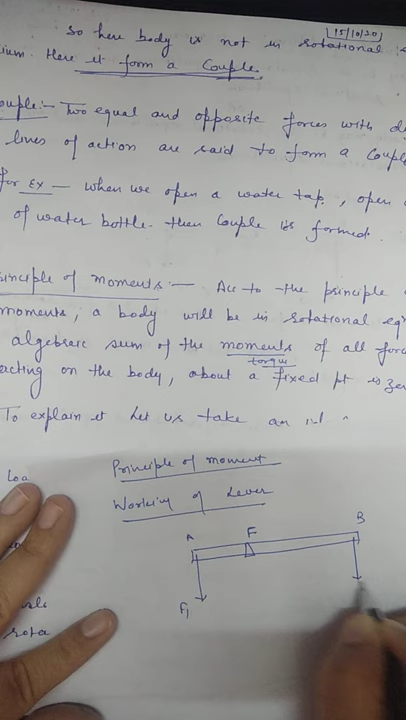 15/10/20
So here body is not in rotational
Here it form a Couple.
Couple:- Two equal and opposite forces with
lines of action are said to form a Couple
for Ex - when we open a water tap, open
of water bottle. then Couple is formed.
Principle of moments:- Acc to the principle
moments, a body will be in rotational
algebraic sum of the moments of all
torque
acting on the body, about a fixed pt is
To explain it let us take an
Principle of moment
Working of Lever
A F B
F1